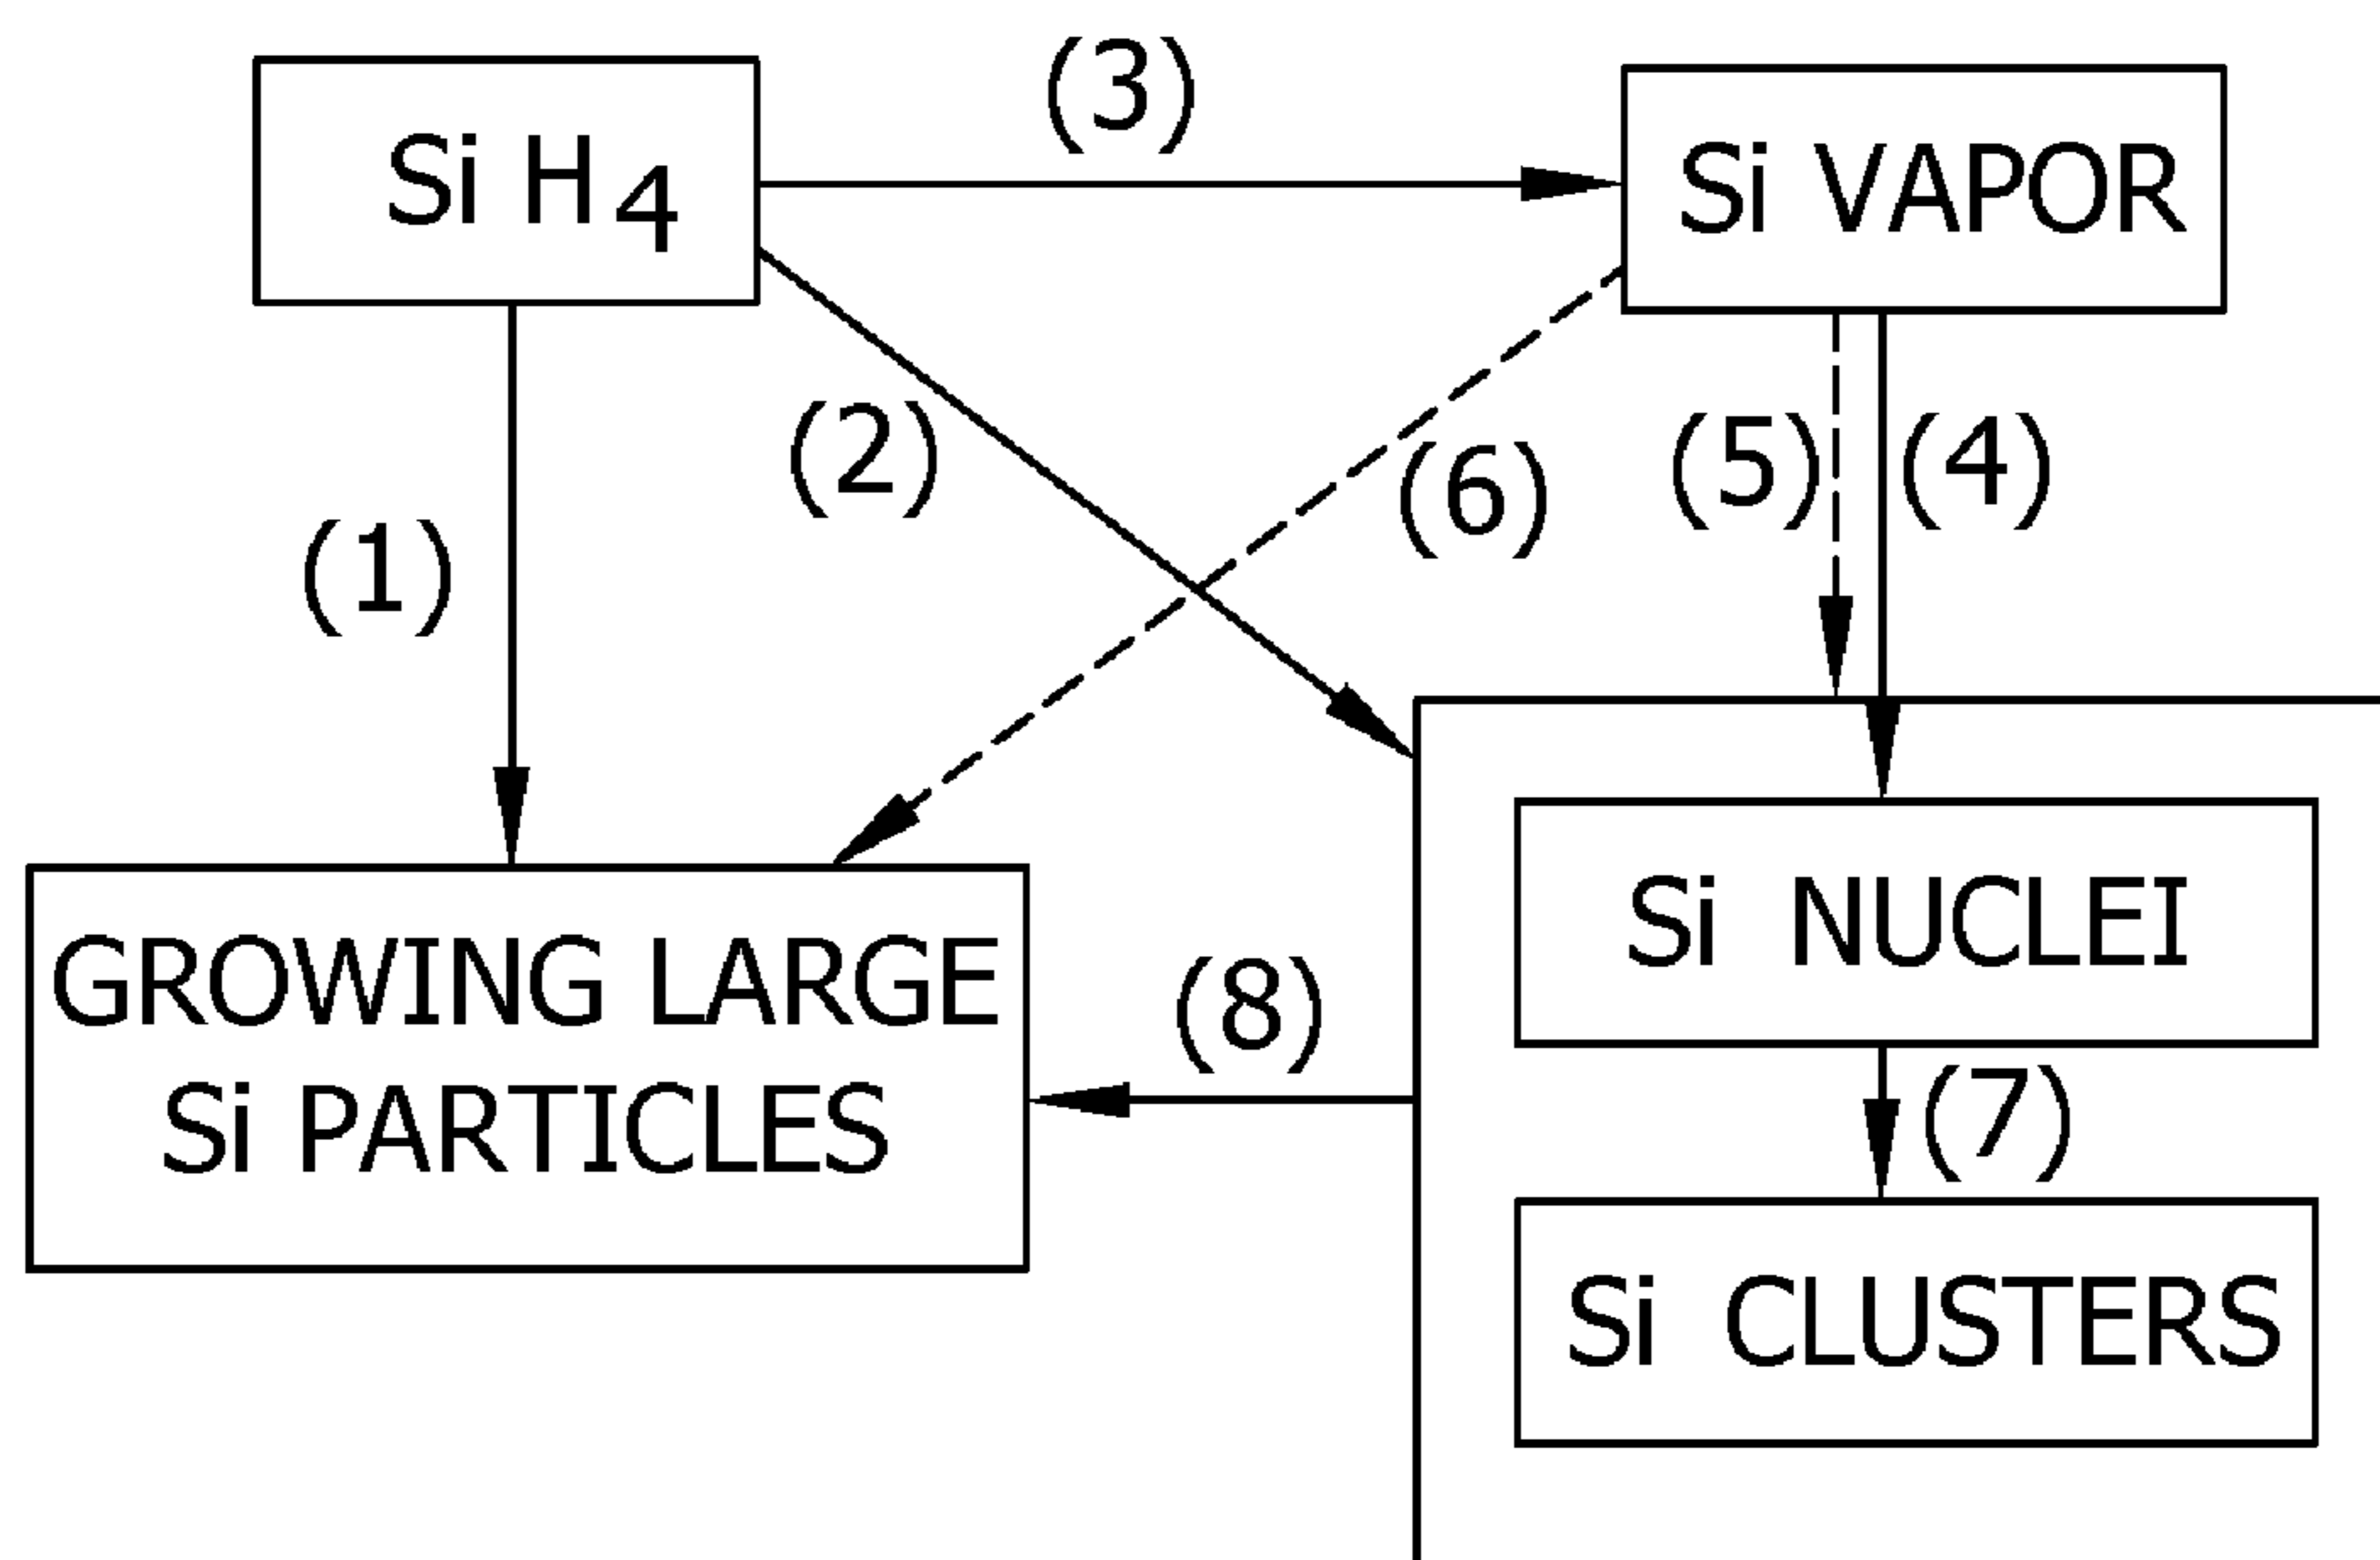 (3)
Si H4
Si VAPOR
(2)
(6)
(5)
(4)
(1)
Si NUCLEI
GROWING LARGE
Si PARTICLES
(8)
(7)
Si CLUSTERS